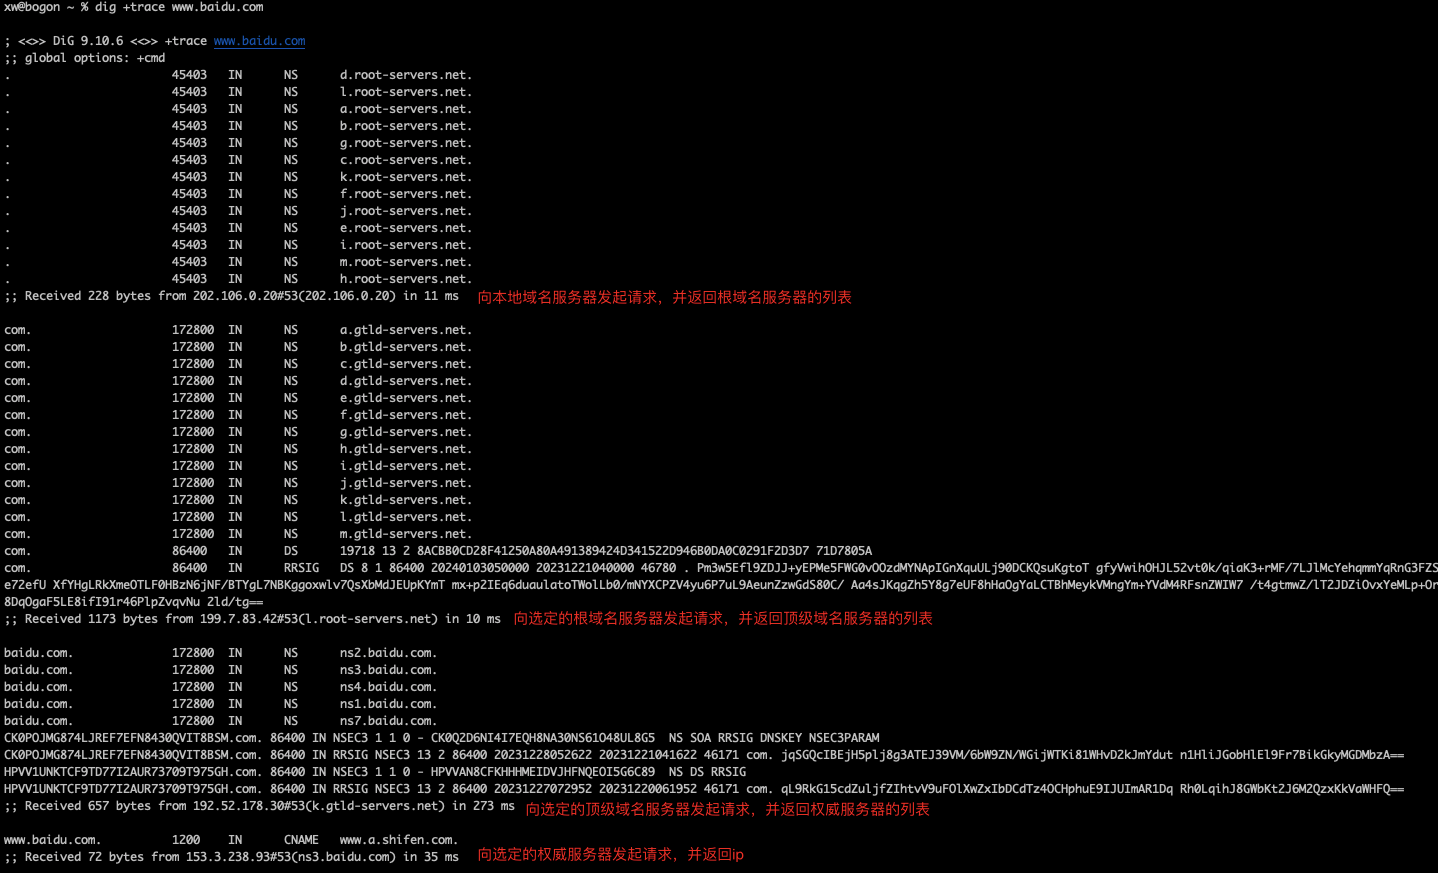 xw@bogon ~ % dig +trace www.baidu.com
; <<>> DiG 9.10.6 <<>> +trace www.baidu.com
;; global options: +cmd
. 45403 IN NS d.root-servers.net.
. 45403 IN NS l.root-servers.net.
. 45403 IN NS a.root-servers.net.
. 45403 IN NS b.root-servers.net.
. 45403 IN NS g.root-servers.net.
. 45403 IN NS c.root-servers.net.
. 45403 IN NS k.root-servers.net.
. 45403 IN NS f.root-servers.net.
. 45403 IN NS j.root-servers.net.
. 45403 IN NS e.root-servers.net.
. 45403 IN NS i.root-servers.net.
. 45403 IN NS m.root-servers.net.
. 45403 IN NS h.root-servers.net.
;; Received 228 bytes from 202.106.0.20#53(202.106.0.20) in 11 ms 向本地域名服务器发起请求，并返回根域名服务器的列表
com. 172800 IN NS a.gtld-servers.net.
com. 172800 IN NS b.gtld-servers.net.
com. 172800 IN NS c.gtld-servers.net.
com. 172800 IN NS d.gtld-servers.net.
com. 172800 IN NS e.gtld-servers.net.
com. 172800 IN NS f.gtld-servers.net.
com. 172800 IN NS g.gtld-servers.net.
com. 172800 IN NS h.gtld-servers.net.
com. 172800 IN NS i.gtld-servers.net.
com. 172800 IN NS j.gtld-servers.net.
com. 172800 IN NS k.gtld-servers.net.
com. 172800 IN NS l.gtld-servers.net.
com. 172800 IN NS m.gtld-servers.net.
com. 86400 IN DS 19718 13 2 8ACBB0CD28F41250A80A491389424D341522D946B0DA0C0291F2D3D7 71D7805A
com. 86400 IN RRSIG DS 8 1 86400 20240103050000 20231221040000 46780 . Pm3w5Efl9ZDJJ+yEPMe5FWG0vOOzdMYNApIGnXquULj90DCKQsuKgtoT gfyVwihOHJL52vt0k/qiaK3+rMF/7LJlMcYehqmmYqRnG3FZS
e72efU XfYHgLRkXmeOTLF0HBzN6jNF/BTYgL7NBKggoxwlv7QsXbMdJEUpKYmT mx+p2IEq6duaulatoTWolLb0/mNYXCPZV4yu6P7uL9AeunZzwGdS80C/ Aa4sJKqgZh5Y8g7eUF8hHaOgYaLCTBhMeykVMngYm+YVdM4RFsnZWIW7 /t4gtmwZ/lT2JDZiOvxYeMLp+Or
8DqOgaF5LE8ifI91r46PlpZvqvNu 2ld/tg==
;; Received 1173 bytes from 199.7.83.42#53(l.root-servers.net) in 10 ms 向选定的根域名服务器发起请求，并返回顶级域名服务器的列表
baidu.com. 172800 IN NS ns2.baidu.com.
baidu.com. 172800 IN NS ns3.baidu.com.
baidu.com. 172800 IN NS ns4.baidu.com.
baidu.com. 172800 IN NS ns1.baidu.com.
baidu.com. 172800 IN NS ns7.baidu.com.
CK0POJMG874LJREF7EFN8430QVIT8BSM.com. 86400 IN NSEC3 1 1 0 - CK0QZD6NI4I7EQH8NA30NS61O48UL8G5 NS SOA RRSIG DNSKEY NSEC3PARAM
CK0POJMG874LJREF7EFN8430QVIT8BSM.com. 86400 IN RRSIG NSEC3 13 2 86400 20231228052622 20231221041622 46171 com. jqSGQcIBEjH5plj8g3ATEJ39VM/6bW9ZN/WGijWTKi81WHvD2kJmYdut n1HliJGobHlEl9Fr7BikGkyMGDMbzA==
HPVV1UNKTCF9TD77I2AUR73709T975GH.com. 86400 IN NSEC3 1 1 0 - HPVVAN8CFKHHHMEIDVJHFNQEOI5G6C89 NS DS RRSIG
HPVV1UNKTCF9TD77I2AUR73709T975GH.com. 86400 IN RRSIG NSEC3 13 2 86400 20231227072952 20231220061952 46171 com. qL9RkG15cdZuljfZIhtvV9uFOlXwZxIbDCdTz4OCHphuE9IJUImAR1Dq Rh0LqihJ8GWbKt2J6M2QzxKkVaWHFQ==
;; Received 657 bytes from 192.52.178.30#53(k.gtld-servers.net) in 273 ms 向选定的顶级域名服务器发起请求，并返回权威服务器的列表
www.baidu.com. 1200 IN CNAME www.a.shifen.com.
;; Received 72 bytes from 153.3.238.93#53(ns3.baidu.com) in 35 ms 向选定的权威服务器发起请求，并返回ip